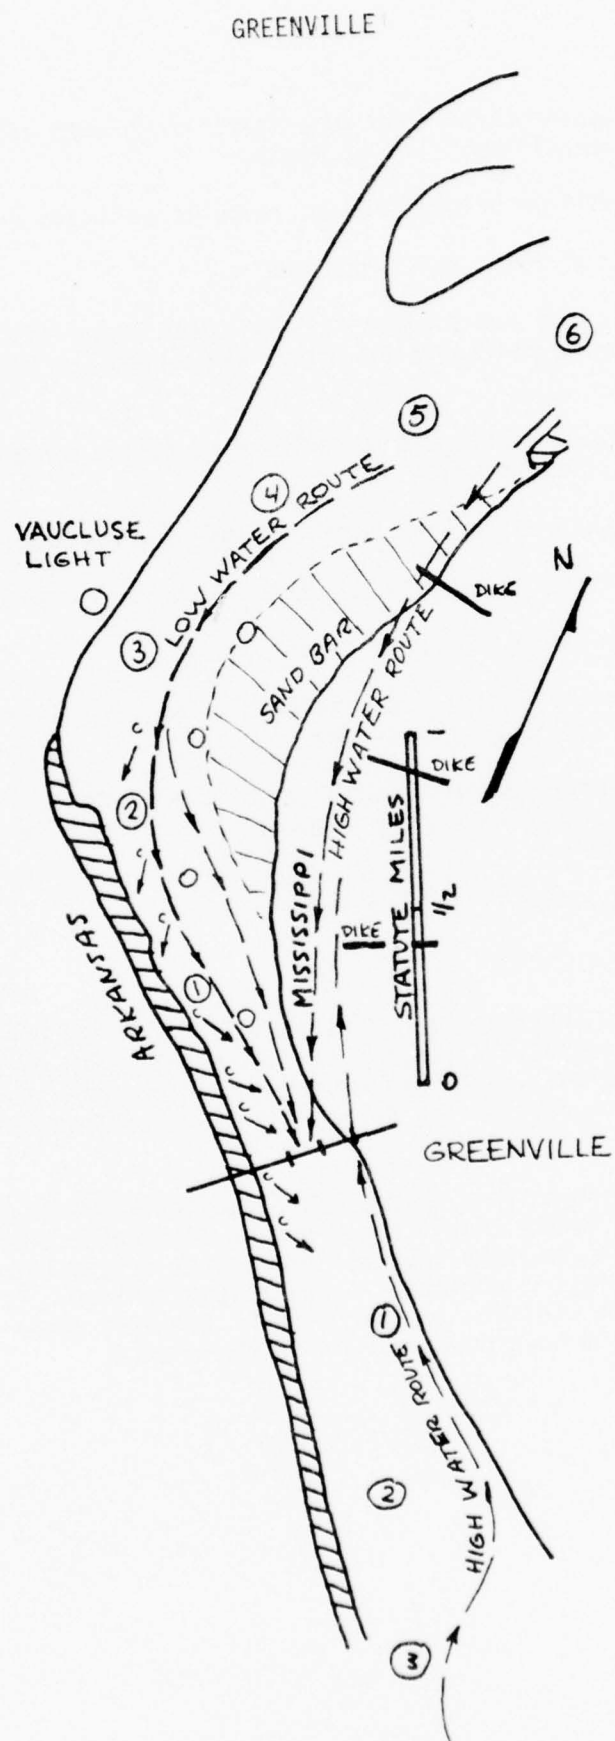 GREENVILLE
6
5
4
LOW WATER ROUTE
VAUCLUSE
LIGHT
N
DIKE
3
SAND BAR
HIGH WATER ROUTE
1
DIKE
2
STATUTE MILES
1/2
MISSISSIPPI
DIKE
ARKANSAS
1
0
GREENVILLE
1
HIGH WATER ROUTE
2
3